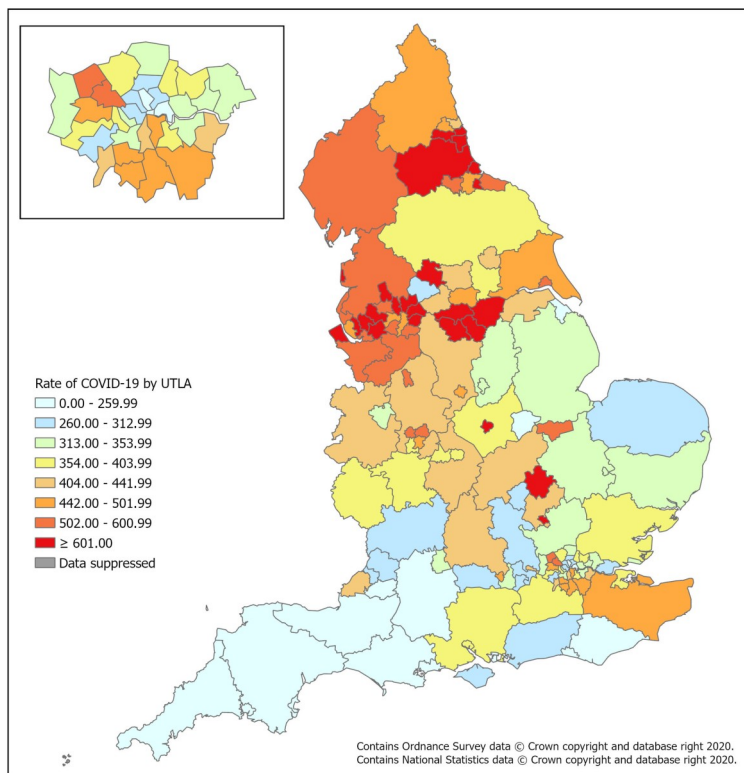 Rate of COVID-19 by UTLA
0.00 - 259.99
260.00 - 312.99
313.00 - 353.99
354.00 - 403.99
404.00 - 441.99
442.00 - 501.99
502.00 - 600.99
≥ 601.00
Data suppressed
Contains Ordnance Survey data © Crown copyright and database right 2020.
Contains National Statistics data © Crown copyright and database right 2020.